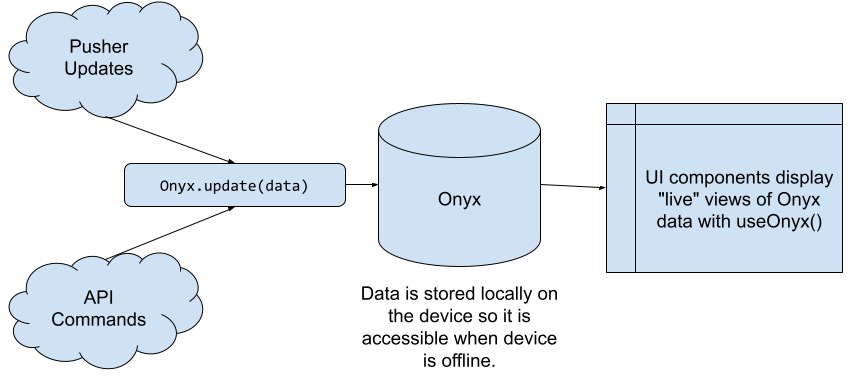 Pusher
Updates
Onyx.update(data)
API
Commands
Onyx
Data is stored locally on
the device so it is
accessible when device
is offline.
UI components display
"live" views of Onyx
data with useOnyx()